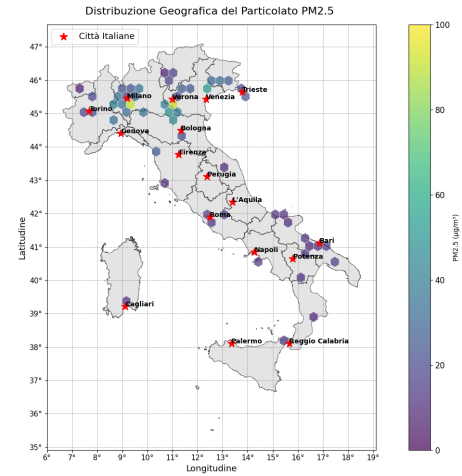 Distribuzione Geografica del Particolato PM2.5
Città Italiane
47°
46°
45°
44°
43°
42°
41°
40°
39°
38°
37°
36°
35°
Latitudine
Milano
Verona
Venezia
Trieste
Torino
Genova
Bologna
Firenze
Perugia
L'Aquila
Roma
Napoli
Bari
Potenza
Cagliari
Palermo
Reggio Calabria
6° 7° 8° 9° 10° 11° 12° 13° 14° 15° 16° 17° 18° 19°
Longitudine
100
80
60
40
20
0
PM2.5 (µg/m³)